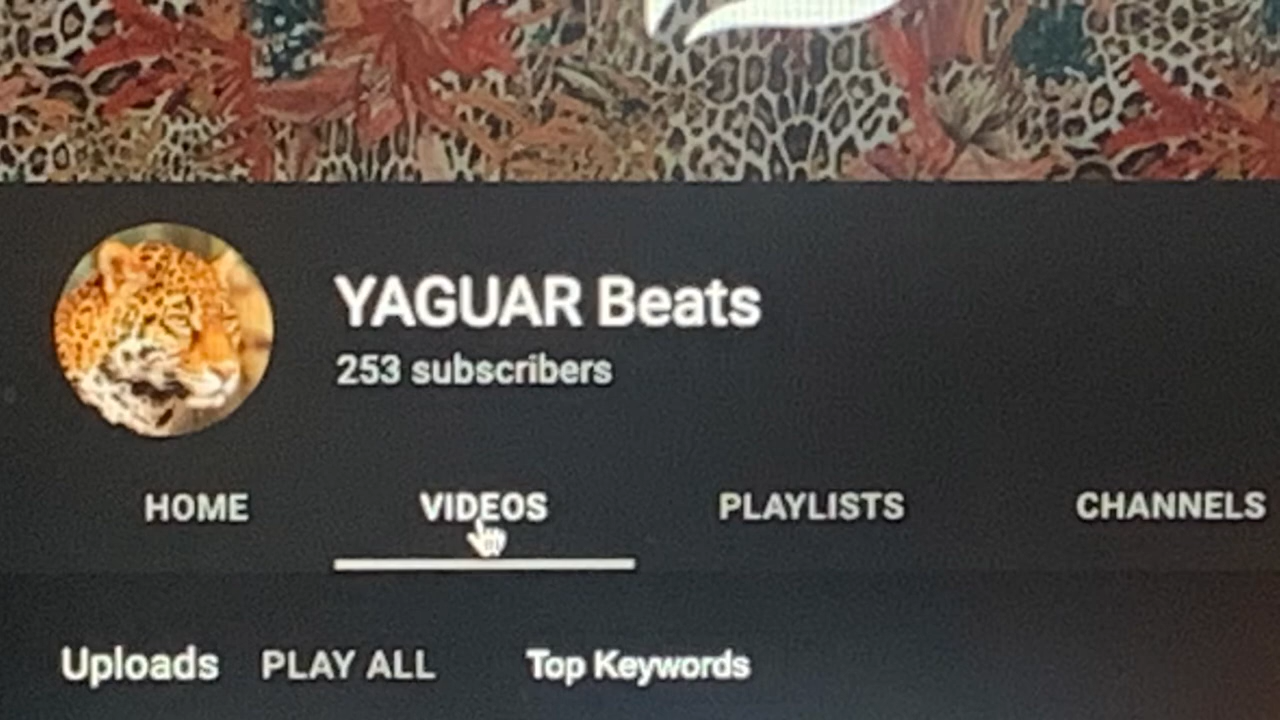 YAGUAR Beats
253 subscribers
HOME VIDEOS PLAYLISTS CHANNELS
Uploads PLAY ALL Top Keywords